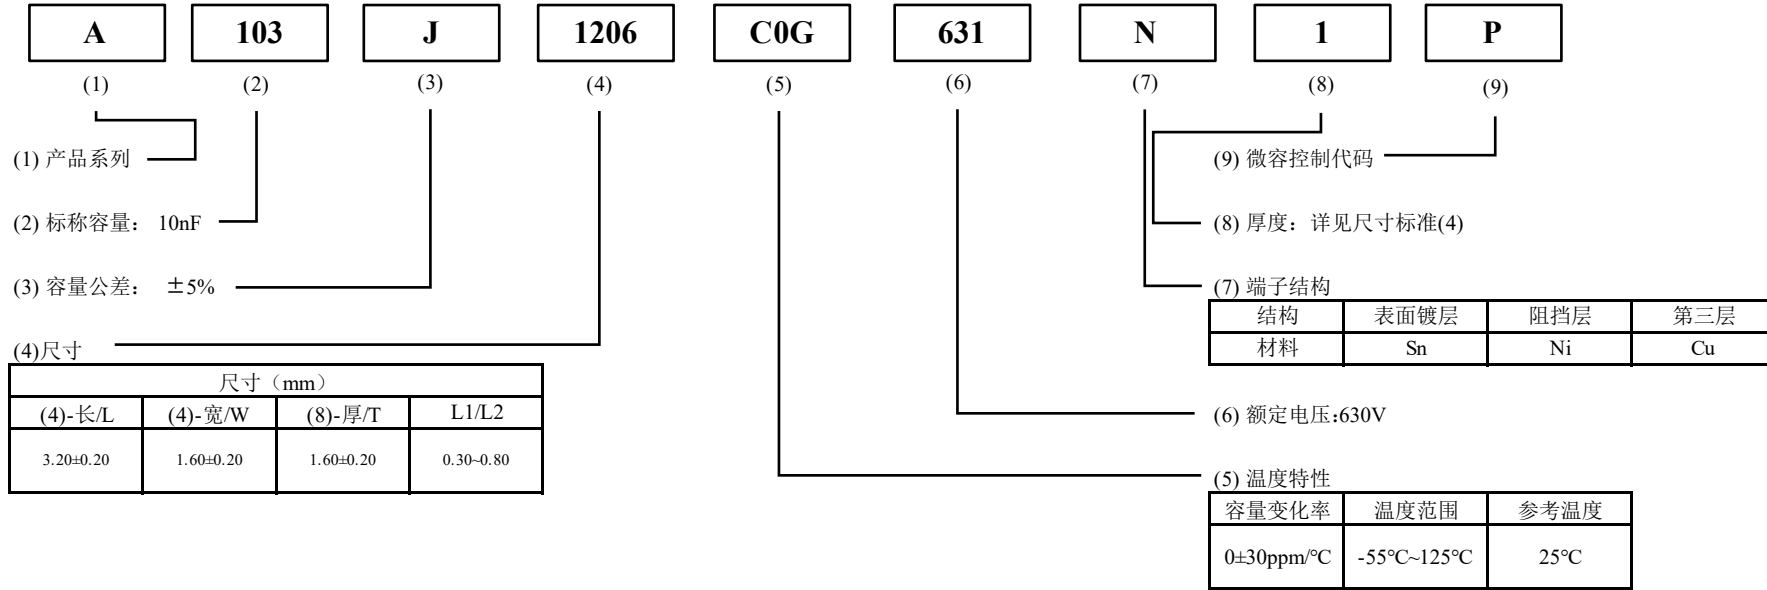 A 103 J 1206 C0G 631 N 1 P
(1) (2) (3) (4) (5) (6) (7) (8) (9)
(1) 产品系列
(2) 标称容量： 10nF
(3) 容量公差： ±5%
(4)尺寸
尺寸（mm）
(4)-长/L (4)-宽/W (8)-厚/T L1/L2
3.20±0.20 1.60±0.20 1.60±0.20 0.30~0.80
(9) 微容控制代码
(8) 厚度：详见尺寸标准(4)
(7) 端子结构
结构 表面镀层 阻挡层 第三层
材料 Sn Ni Cu
(6) 额定电压:630V
(5) 温度特性
容量变化率 温度范围 参考温度
0±30ppm/℃ -55℃~125℃ 25℃